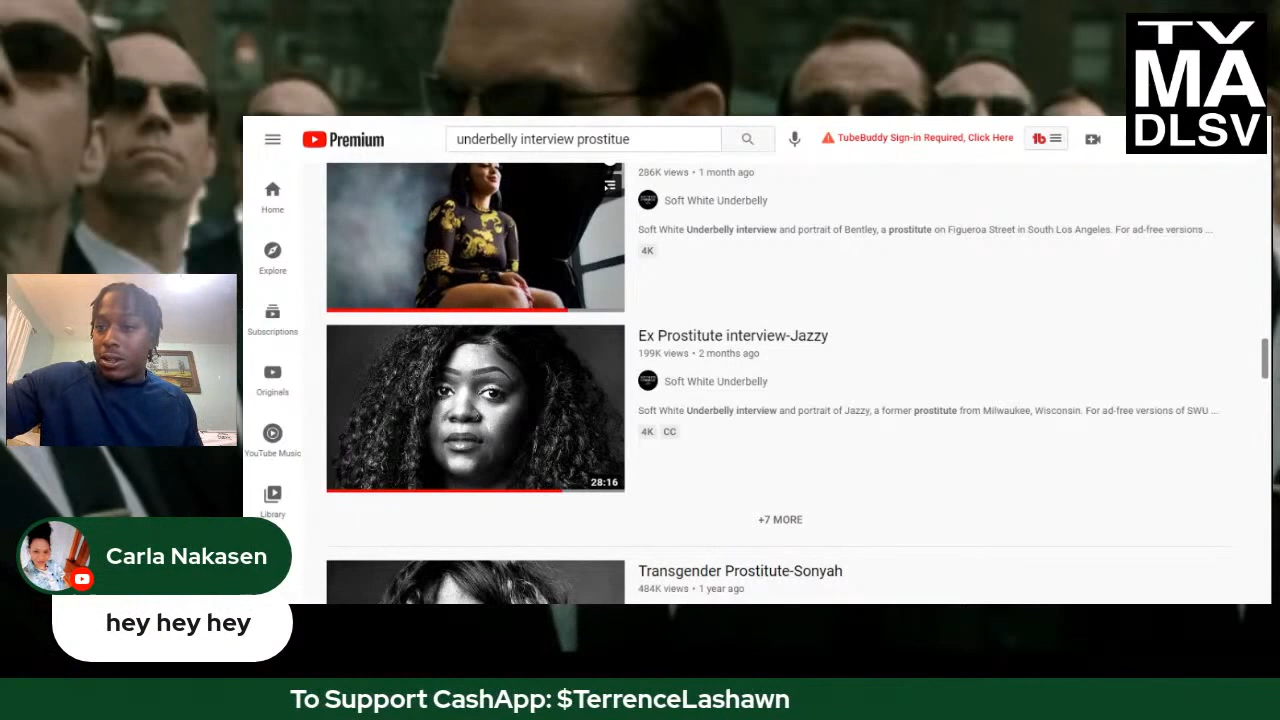 TV
MA
DLSV
Premium
underbelly interview prostitue
TubeBuddy Sign-in Required, Click Here
tb
Home
Explore
Subscriptions
Originals
YouTube Music
Library
286K views • 1 month ago
Soft White Underbelly
Soft White Underbelly interview and portrait of Bentley, a prostitute on Figueroa Street in South Los Angeles. For ad-free versions ...
4K
Ex Prostitute interview-Jazzy
199K views • 2 months ago
Soft White Underbelly
Soft White Underbelly interview and portrait of Jazzy, a former prostitute from Milwaukee, Wisconsin. For ad-free versions of SWU ...
4K CC
28:16
+7 MORE
Transgender Prostitute-Sonyah
484K views • 1 year ago
Carla Nakasen
hey hey hey
To Support CashApp: $TerrenceLashawn